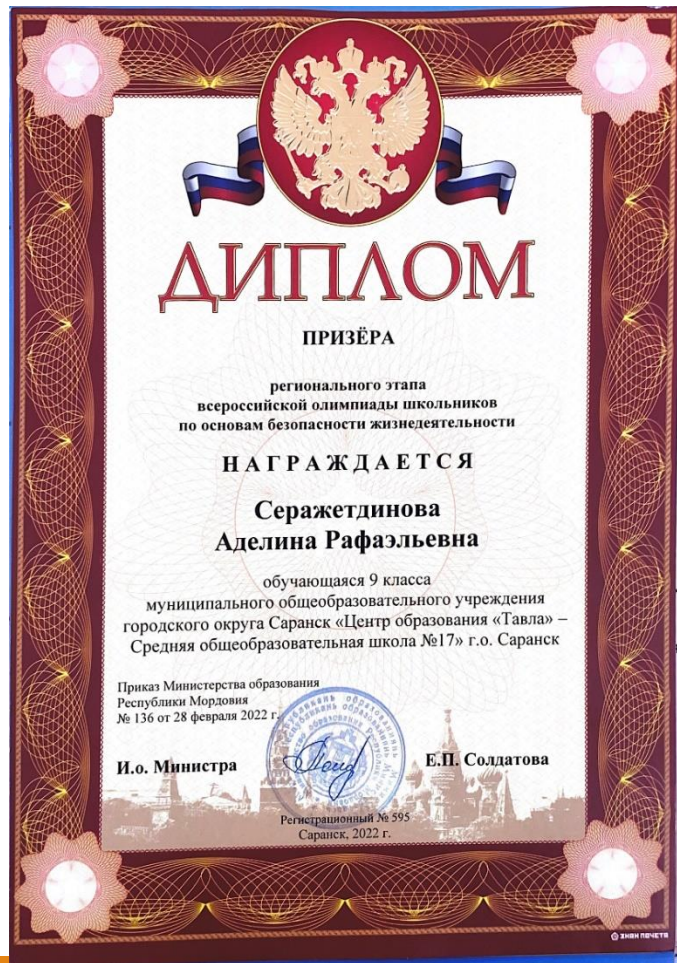 ДИПЛОМ
ПРИЗЁРА
регионального этапа
всероссийской олимпиады школьников
по основам безопасности жизнедеятельности
НАГРАЖДАЕТСЯ
Серажетдинова
Аделина Рафаэльевна
обучающаяся 9 класса
муниципального общеобразовательного учреждения
городского округа Саранск «Центр образования «Тавла» –
Средняя общеобразовательная школа №17» г.о. Саранск
Приказ Министерства образования
Республики Мордовия
№ 136 от 28 февраля 2022 г.
И.о. Министра
Е.П. Солдатова
Регистрационный № 595
Саранск, 2022 г.
ЗНАК ПОЧЕТА